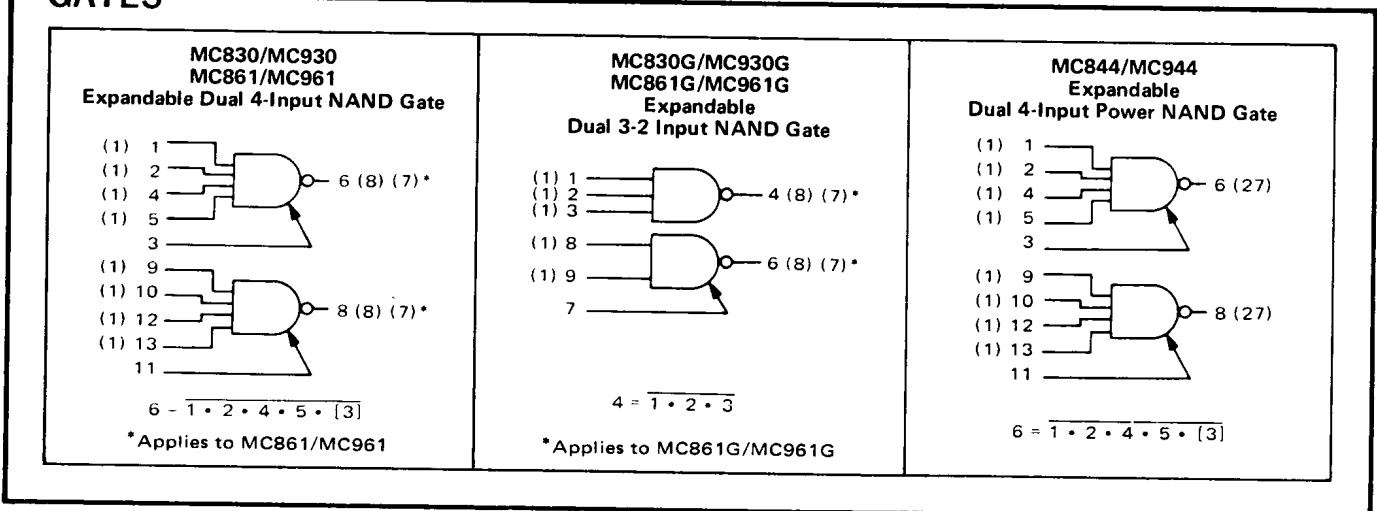 GATES
MC830/MC930
MC861/MC961
Expandable Dual 4-Input NAND Gate
(1) 1
(1) 2
(1) 4
(1) 5
3
6 (8) (7)*
(1) 9
(1) 10
(1) 12
(1) 13
11
8 (8) (7)*
6 - 1 • 2 • 4 • 5 • [3]
*Applies to MC861/MC961
MC830G/MC930G
MC861G/MC961G
Expandable
Dual 3-2 Input NAND Gate
(1) 1
(1) 2
(1) 3
4 (8) (7)*
(1) 8
(1) 9
7
6 (8) (7)*
4 = 1 • 2 • 3
*Applies to MC861G/MC961G
MC844/MC944
Expandable
Dual 4-Input Power NAND Gate
(1) 1
(1) 2
(1) 4
(1) 5
3
6 (27)
(1) 9
(1) 10
(1) 12
(1) 13
11
8 (27)
6 = 1 • 2 • 4 • 5 • [3]